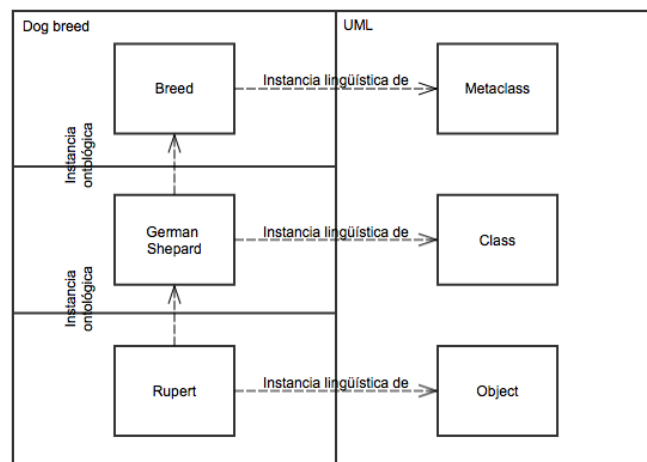 Dog breed
UML
Breed
Instancia lingüística de
Metaclass
Instancia
ontológica
German
Shepard
Instancia lingüística de
Class
Instancia
ontológica
Rupert
Instancia lingüística de
Object